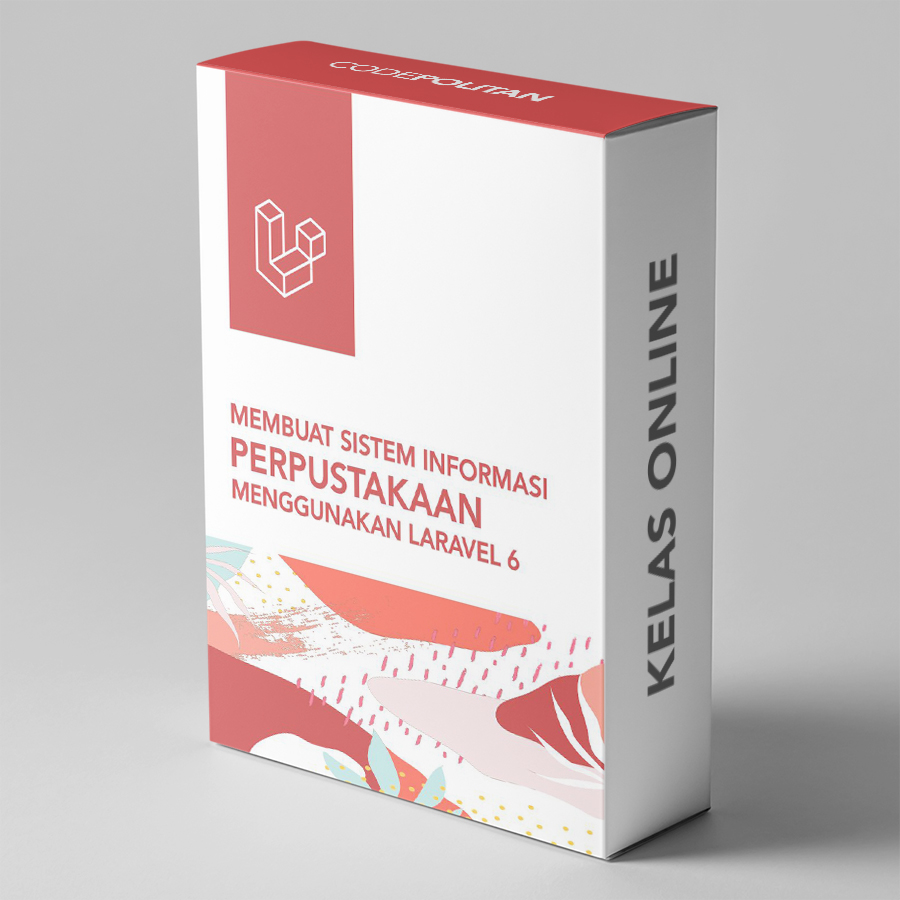 CODEPOLITAN
MEMBUAT SISTEM INFORMASI
PERPUSTAKAAN
MENGGUNAKAN LARAVEL 6
KELAS ONLINE